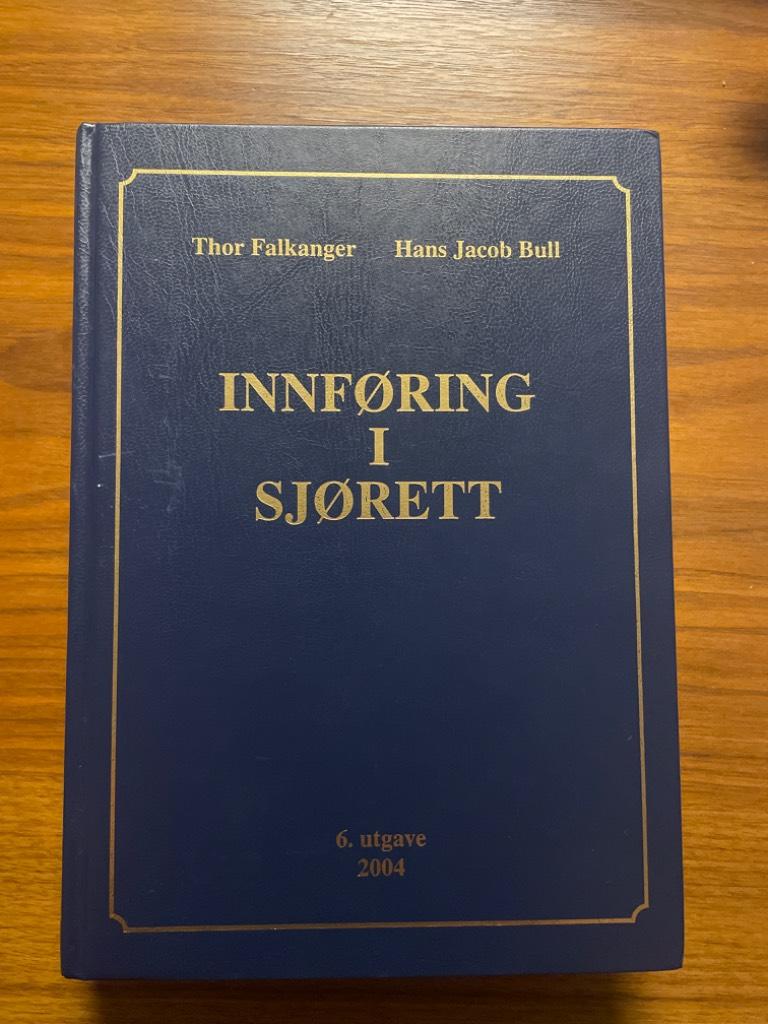 Thor Falkanger Hans Jacob Bull
INNFØRING
I
SJØRETT
6. utgave
2004